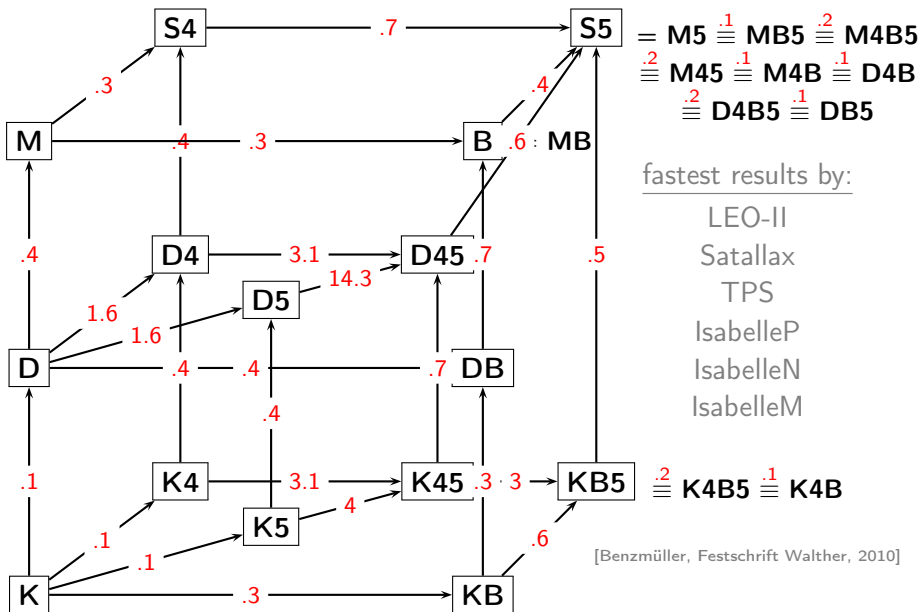 S4 .7 S5 = M5 .1 ≡ MB5 .2 ≡ M4B5
.3 .2 ≡ M45 .1 ≡ M4B .1 ≡ D4B
.4 .2 ≡ D4B5 .1 ≡ DB5
M .4 .3 B .6 : MB
fastest results by:
LEO-II
.4 D4 3.1 D45 .7 .5 Satallax
D5 14.3 TPS
1.6 1.6 IsabelleP
D .4 .4 .7 DB IsabelleN
.4 IsabelleM
.1 K4 3.1 K45 .3 3 KB5 .2 ≡ K4B5 .1 ≡ K4B
.1 K5 4
.1 .6 [Benzmüller, Festschrift Walther, 2010]
K .3 KB